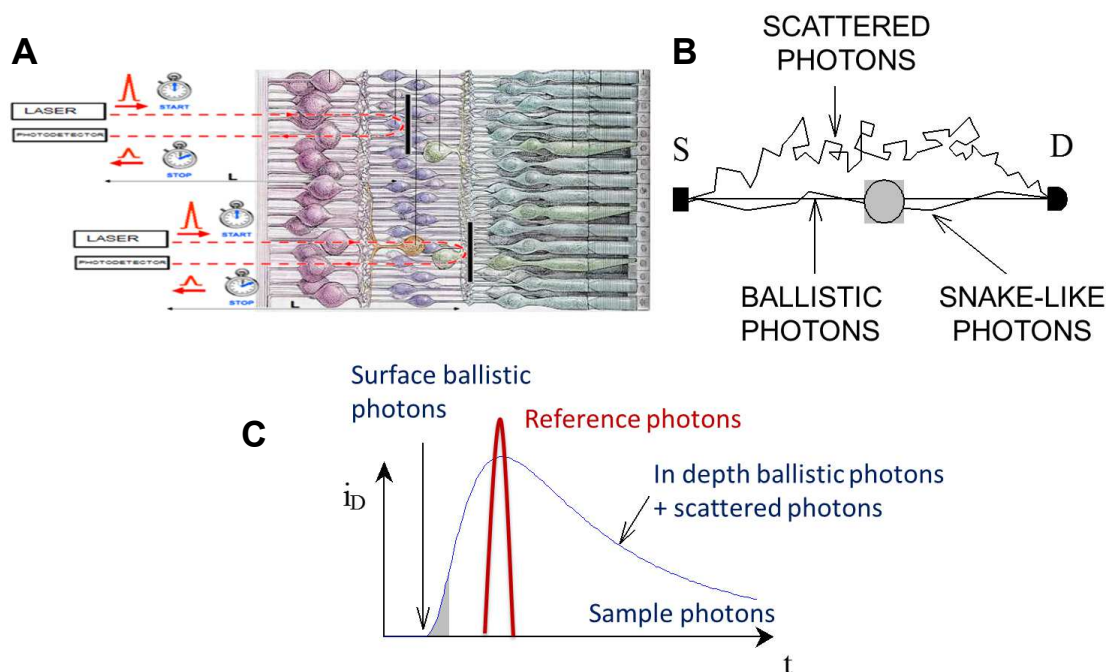 A
LASER
START
PHOTODETECTOR
STOP
L
LASER
START
PHOTODETECTOR
STOP
L
B
SCATTERED
PHOTONS
S
D
BALLISTIC
PHOTONS
SNAKE-LIKE
PHOTONS
C
Surface ballistic
photons
Reference photons
In depth ballistic photons
+ scattered photons
iD
Sample photons
t